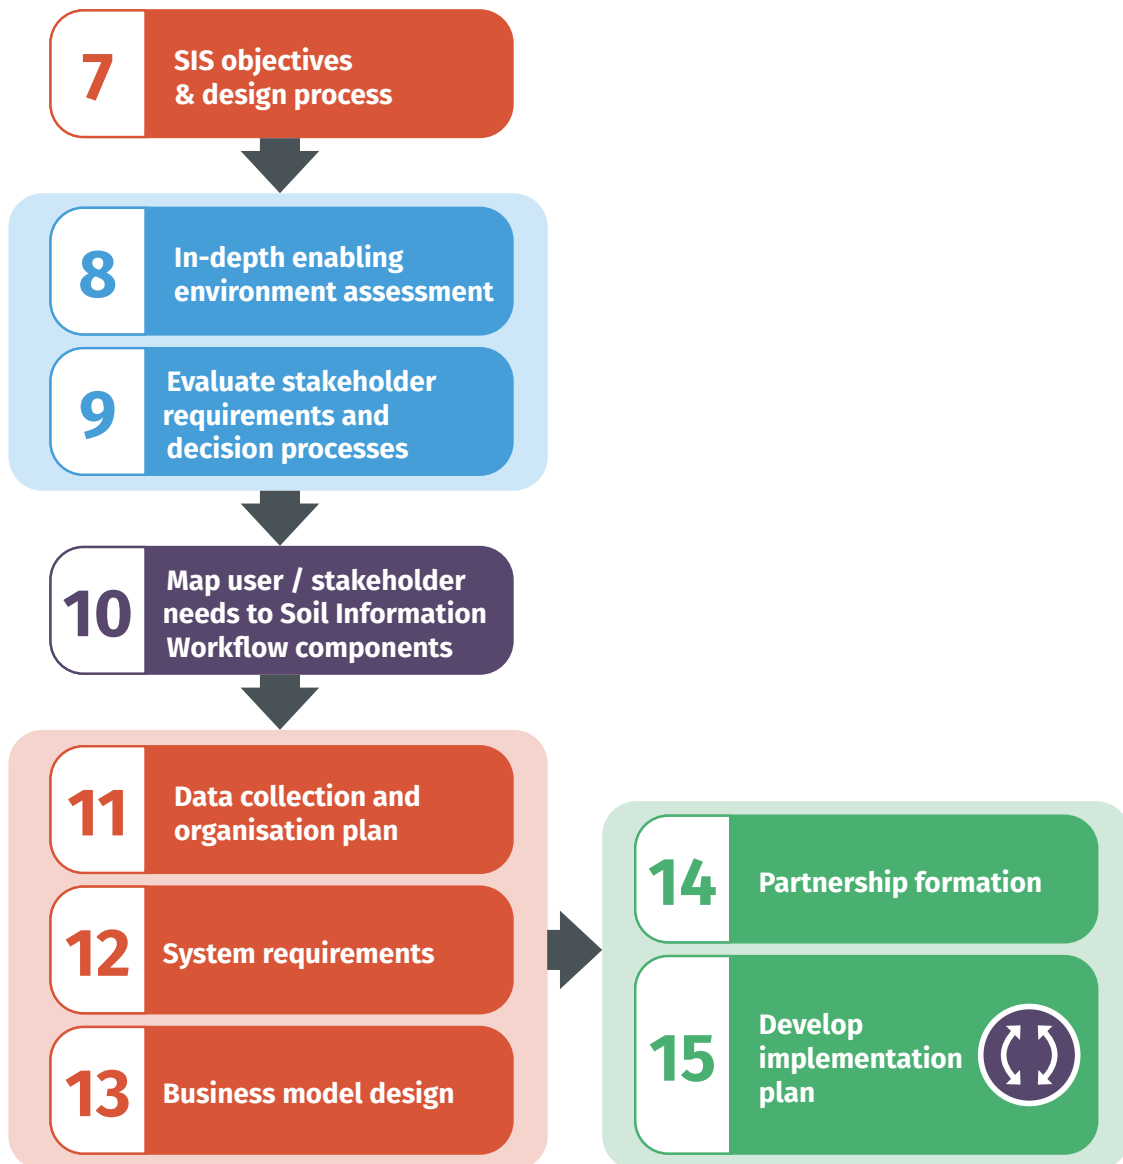 7
SIS objectives
& design process
8
In-depth enabling
environment assessment
9
Evaluate stakeholder
requirements and
decision processes
10
Map user / stakeholder
needs to Soil Information
Workflow components
11
Data collection and
organisation plan
12
System requirements
13
Business model design
14
Partnership formation
15
Develop
implementation
plan